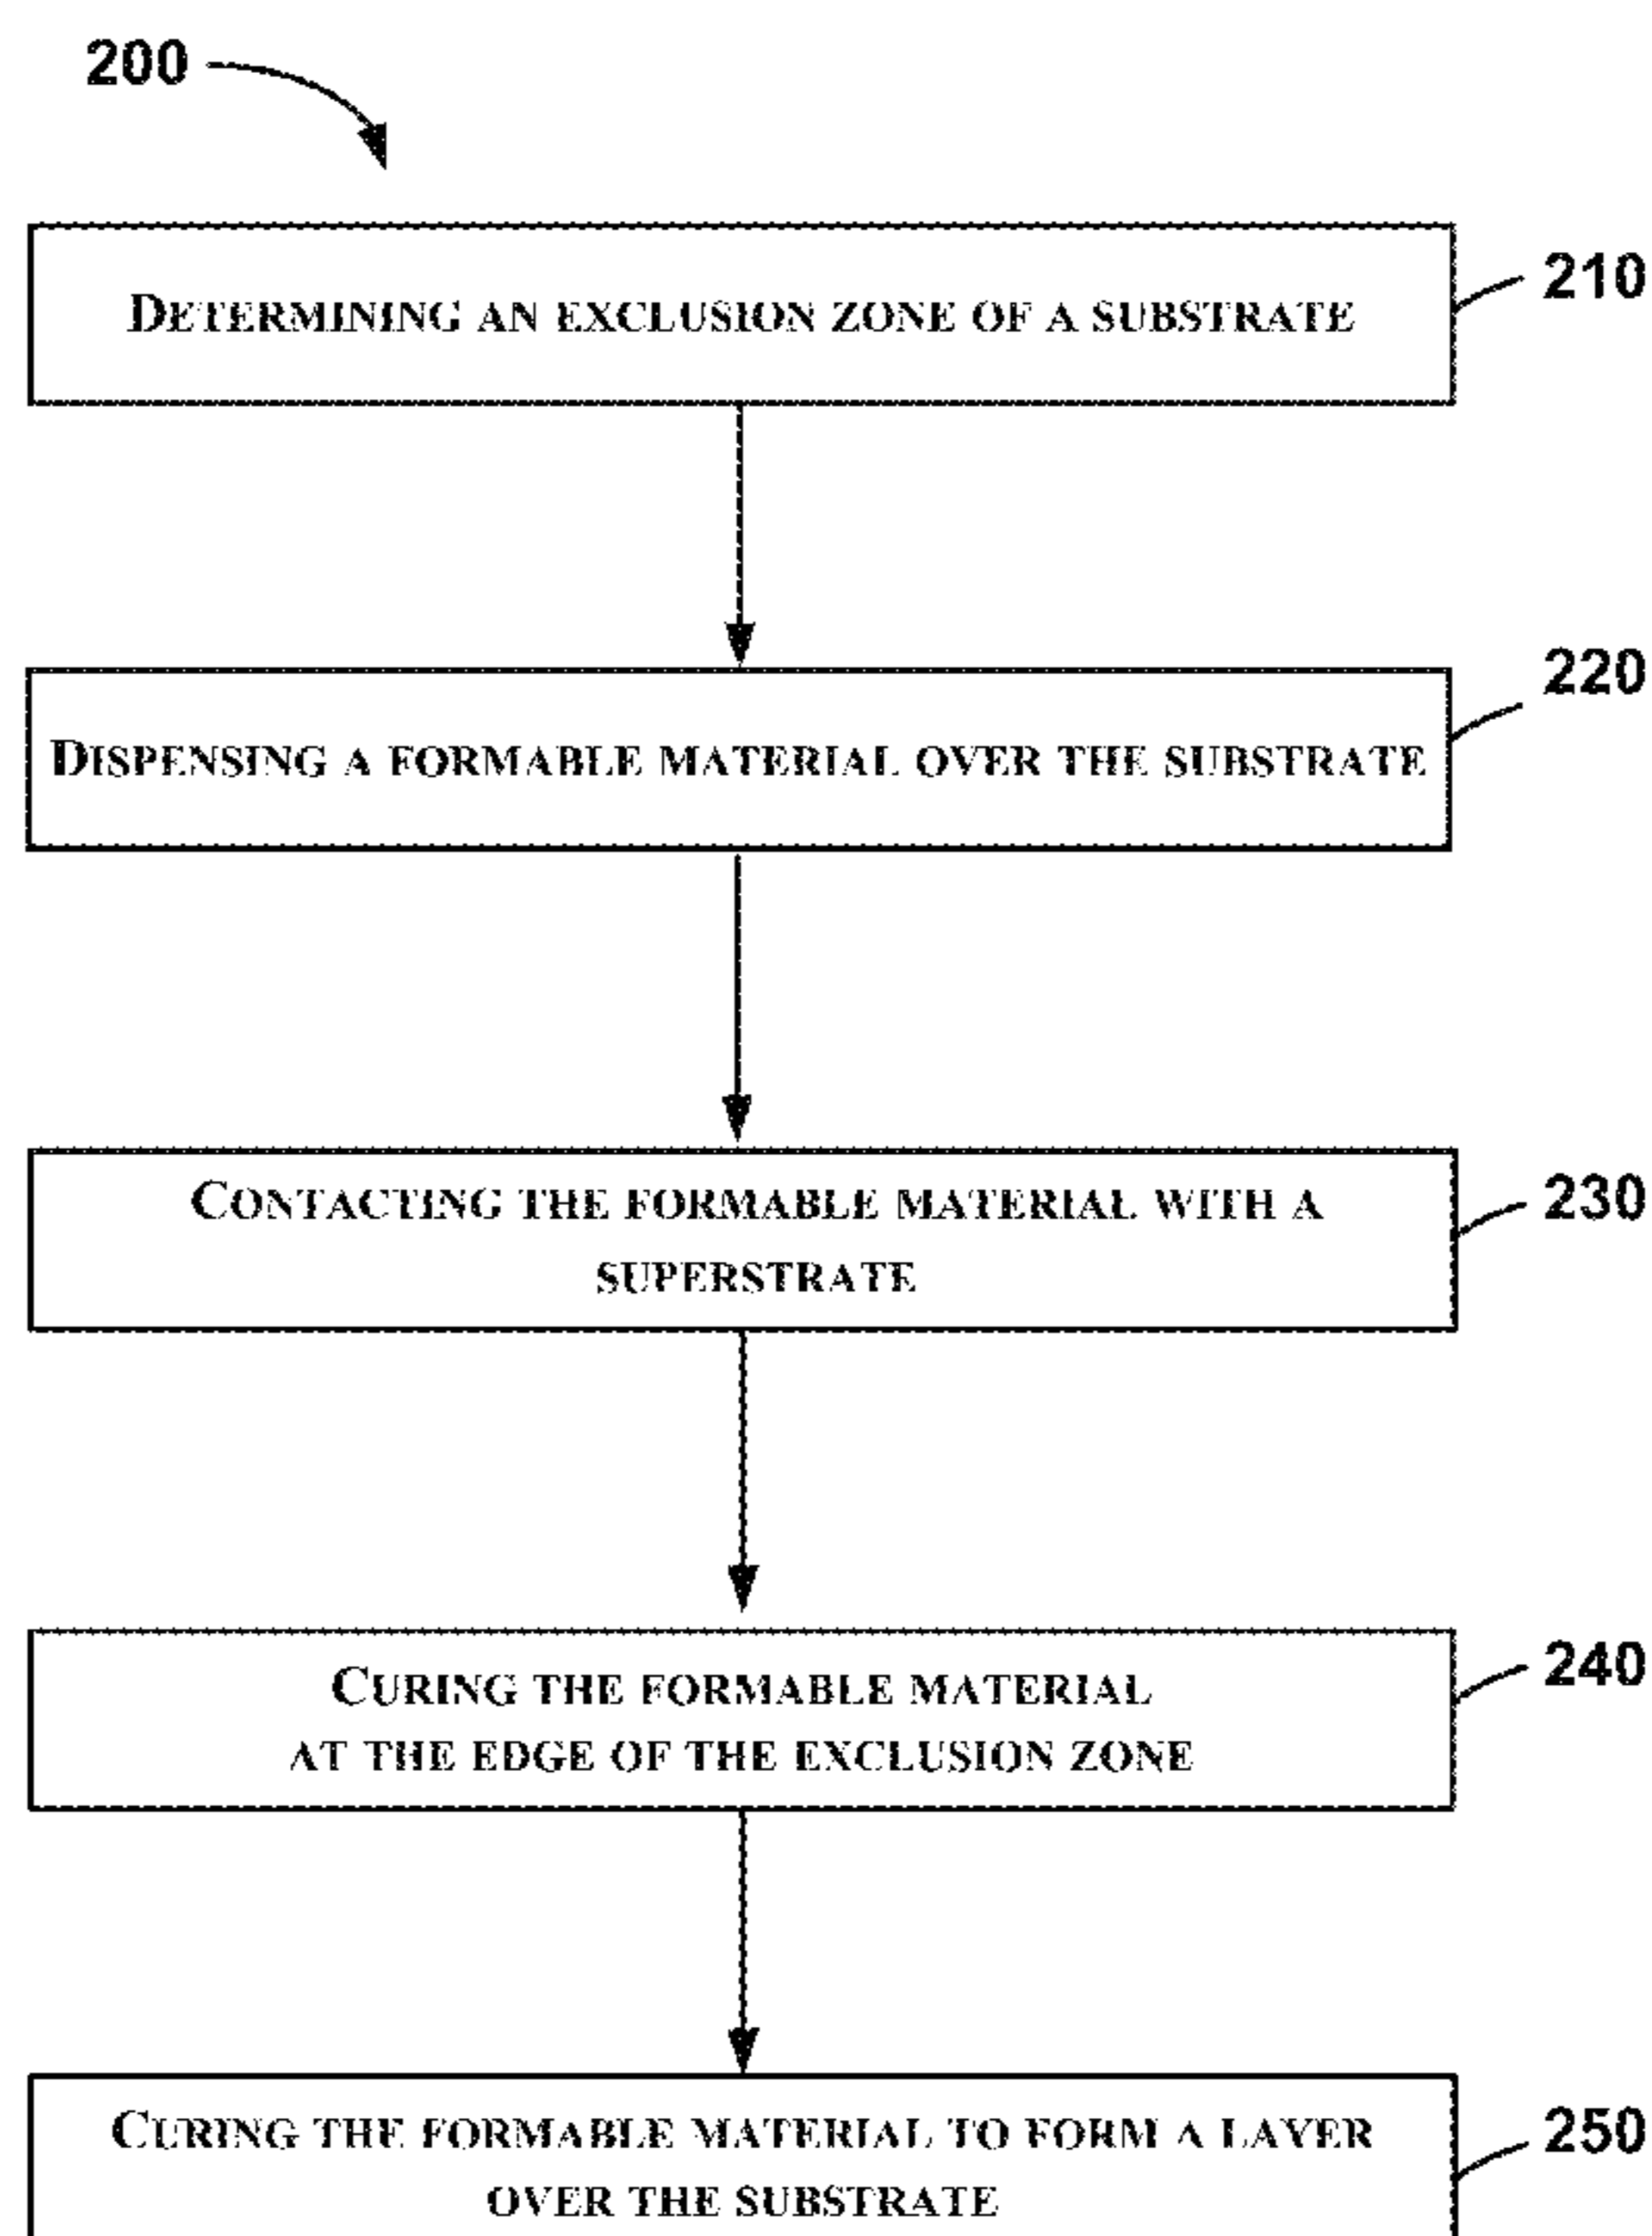 200
DETERMINING AN EXCLUSION ZONE OF A SUBSTRATE
210
DISPENSING A FORMABLE MATERIAL OVER THE SUBSTRATE
220
CONTACTING THE FORMABLE MATERIAL WITH A
SUPERSTRATE
230
CURING THE FORMABLE MATERIAL
AT THE EDGE OF THE EXCLUSION ZONE
240
CURING THE FORMABLE MATERIAL TO FORM A LAYER
OVER THE SUBSTRATE
250